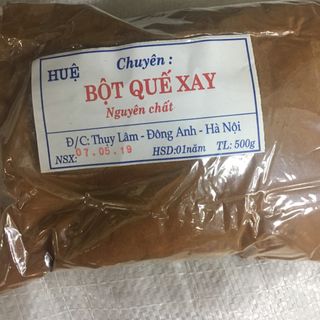 HUỆ
Chuyên :
BỘT QUẾ XAY
Nguyên chất
Đ/C: Thụy Lâm - Đông Anh - Hà Nội
NSX: 07.05.19 HSD:01năm TL: 500g